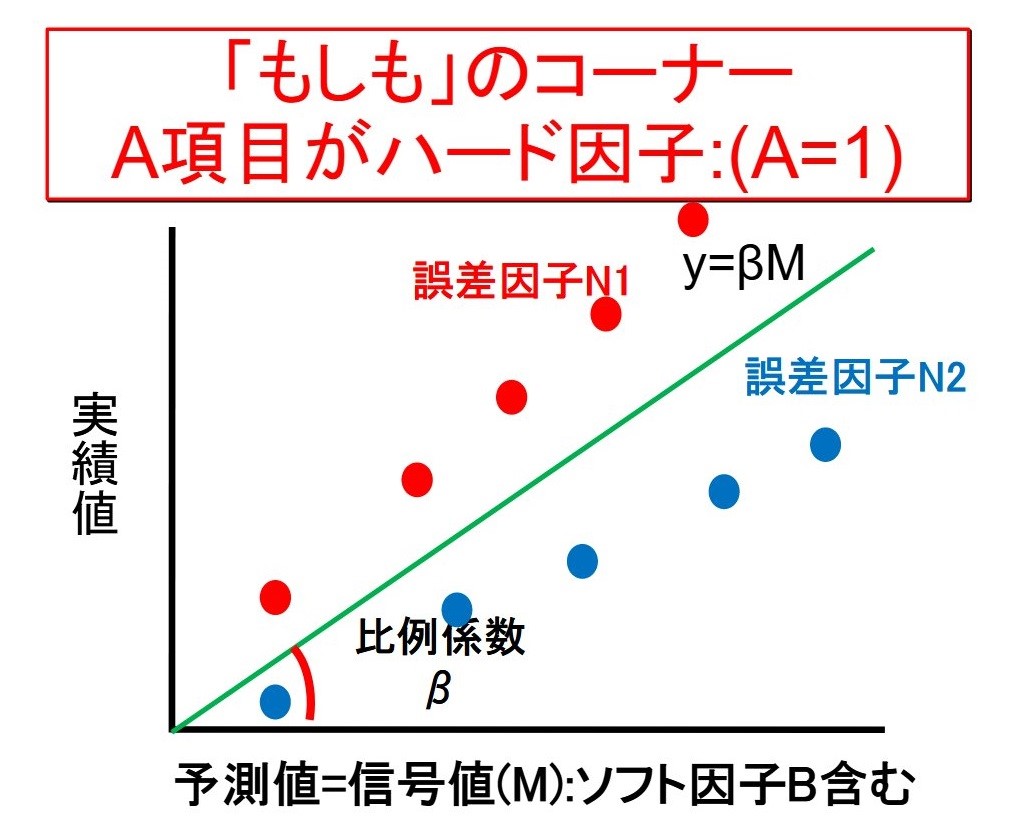 「もしも」のコーナー
A項目がハード因子:(A=1)
y=βM
誤差因子N1
誤差因子N2
実績値
比例係数
β
予測値=信号値(M):ソフト因子B含む